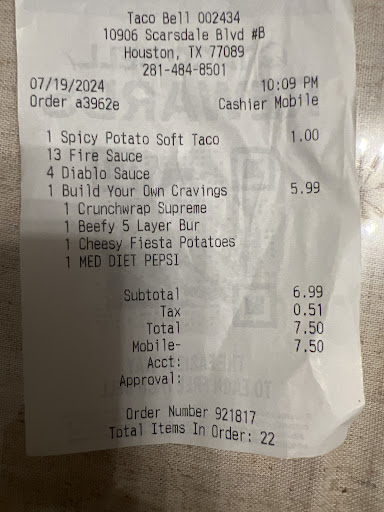 Taco Bell 002434
10906 Scarsdale Blvd #B
Houston, TX 77089
281-484-8501
07/19/2024 10:09 PM
Order a3962e Cashier Mobile
1 Spicy Potato Soft Taco 1.00
13 Fire Sauce
4 Diablo Sauce
1 Build Your Own Cravings 5.99
1 Crunchwrap Supreme
1 Beefy 5 Layer Bur
1 Cheesy Fiesta Potatoes
1 MED DIET PEPSI
Subtotal 6.99
Tax 0.51
Total 7.50
Mobile- 7.50
Acct:
Approval:
Order Number 921817
Total Items In Order: 22